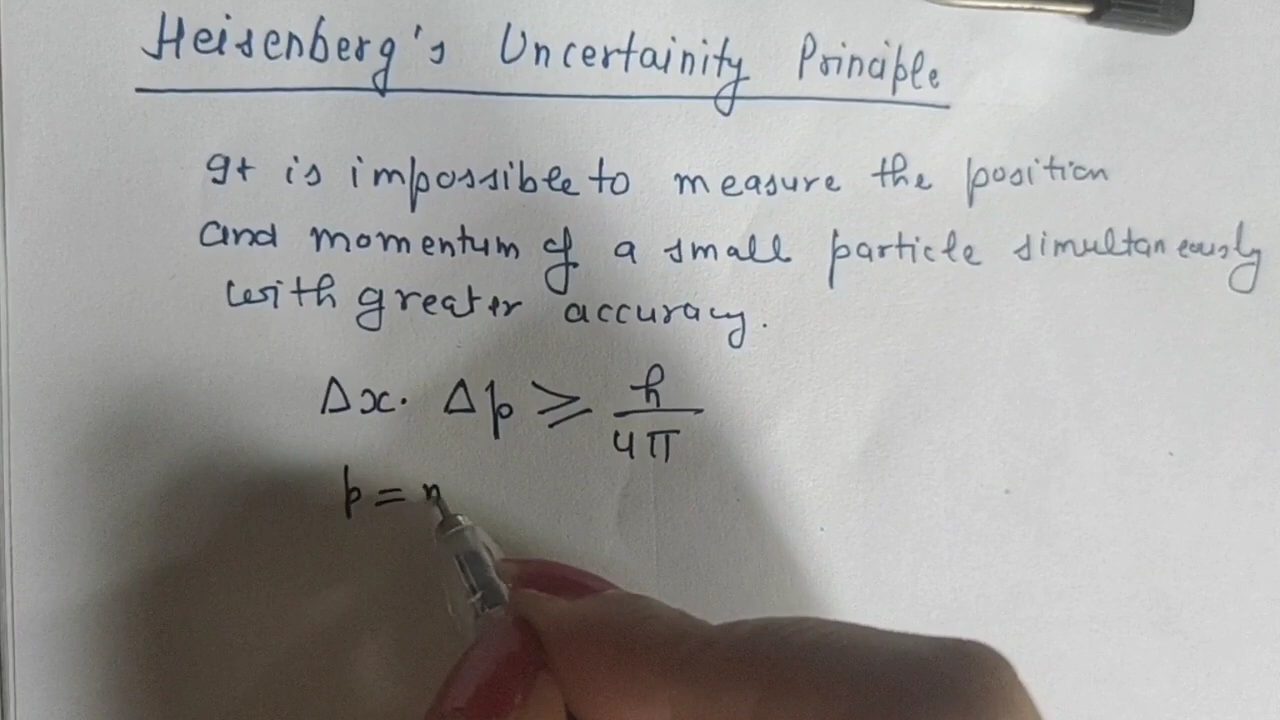 Heisenberg's Uncertainity Principle
It is impossible to measure the position
and momentum of a small particle simultaneously
with greater accuracy.
Δx. Δp ≥ h/4π
p = m